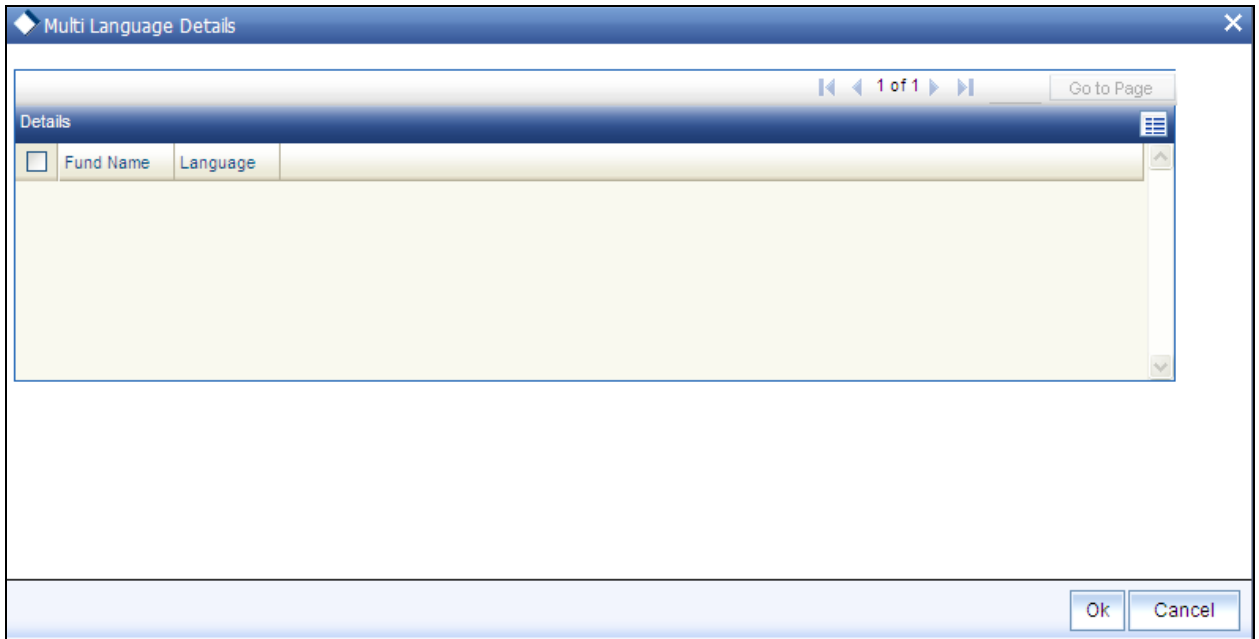 Multi Language Details
1 of 1 Go to Page
Details
Fund Name Language
Ok Cancel